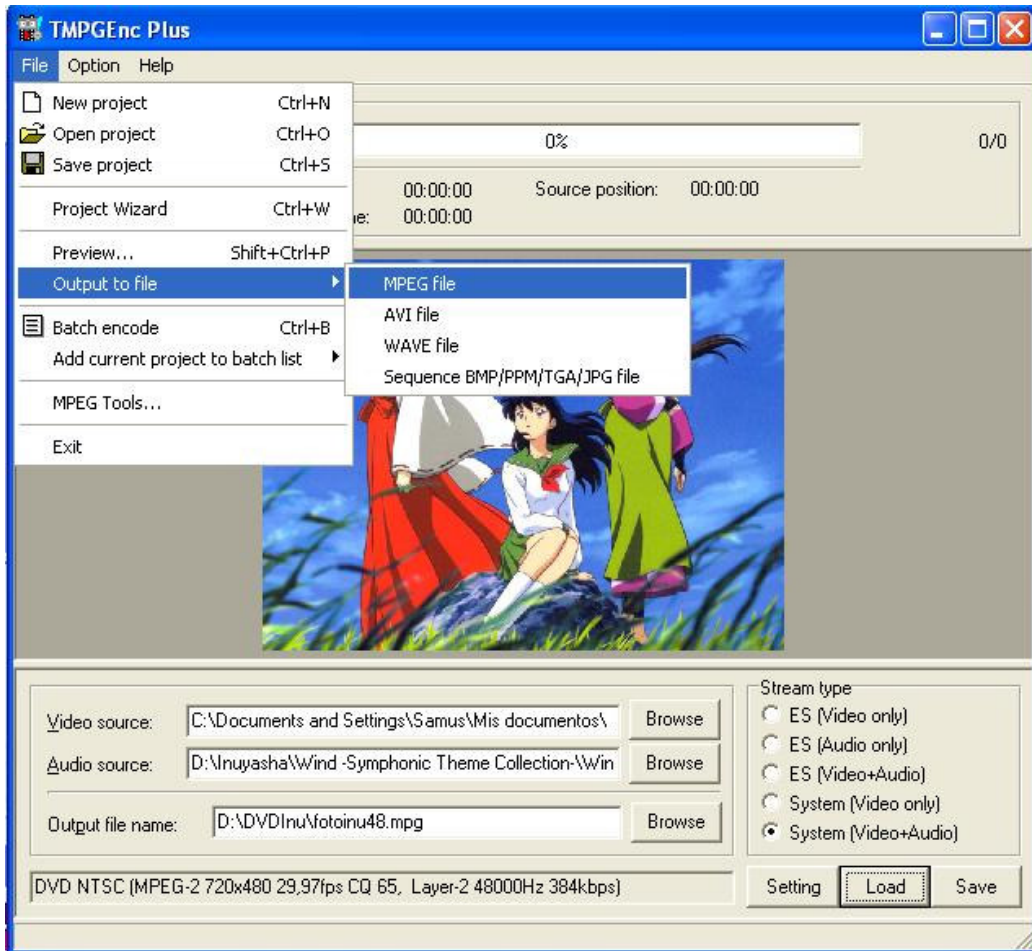 TMPGEnc Plus
File Option Help
New project Ctrl+N
Open project Ctrl+O
Save project Ctrl+S
Project Wizard Ctrl+W
Preview... Shift+Ctrl+P
Output to file
Batch encode Ctrl+B
Add current project to batch list
MPEG Tools...
Exit
MPEG file
AVI file
WAVE file
Sequence BMP/PPM/TGA/JPG file
0% 0/0
00:00:00 Source position: 00:00:00
00:00:00
Video source: C:\Documents and Settings\Samus\Mis documentos\ Browse
Audio source: D:\Inuyasha\Wind -Symphonic Theme Collection-\Win Browse
Output file name: D:\DVDInu\fotoinu48.mpg Browse
Stream type
ES (Video only)
ES (Audio only)
ES (Video+Audio)
System (Video only)
System (Video+Audio)
DVD NTSC (MPEG-2 720x480 29,97fps CQ 65, Layer-2 48000Hz 384kbps)
Setting Load Save